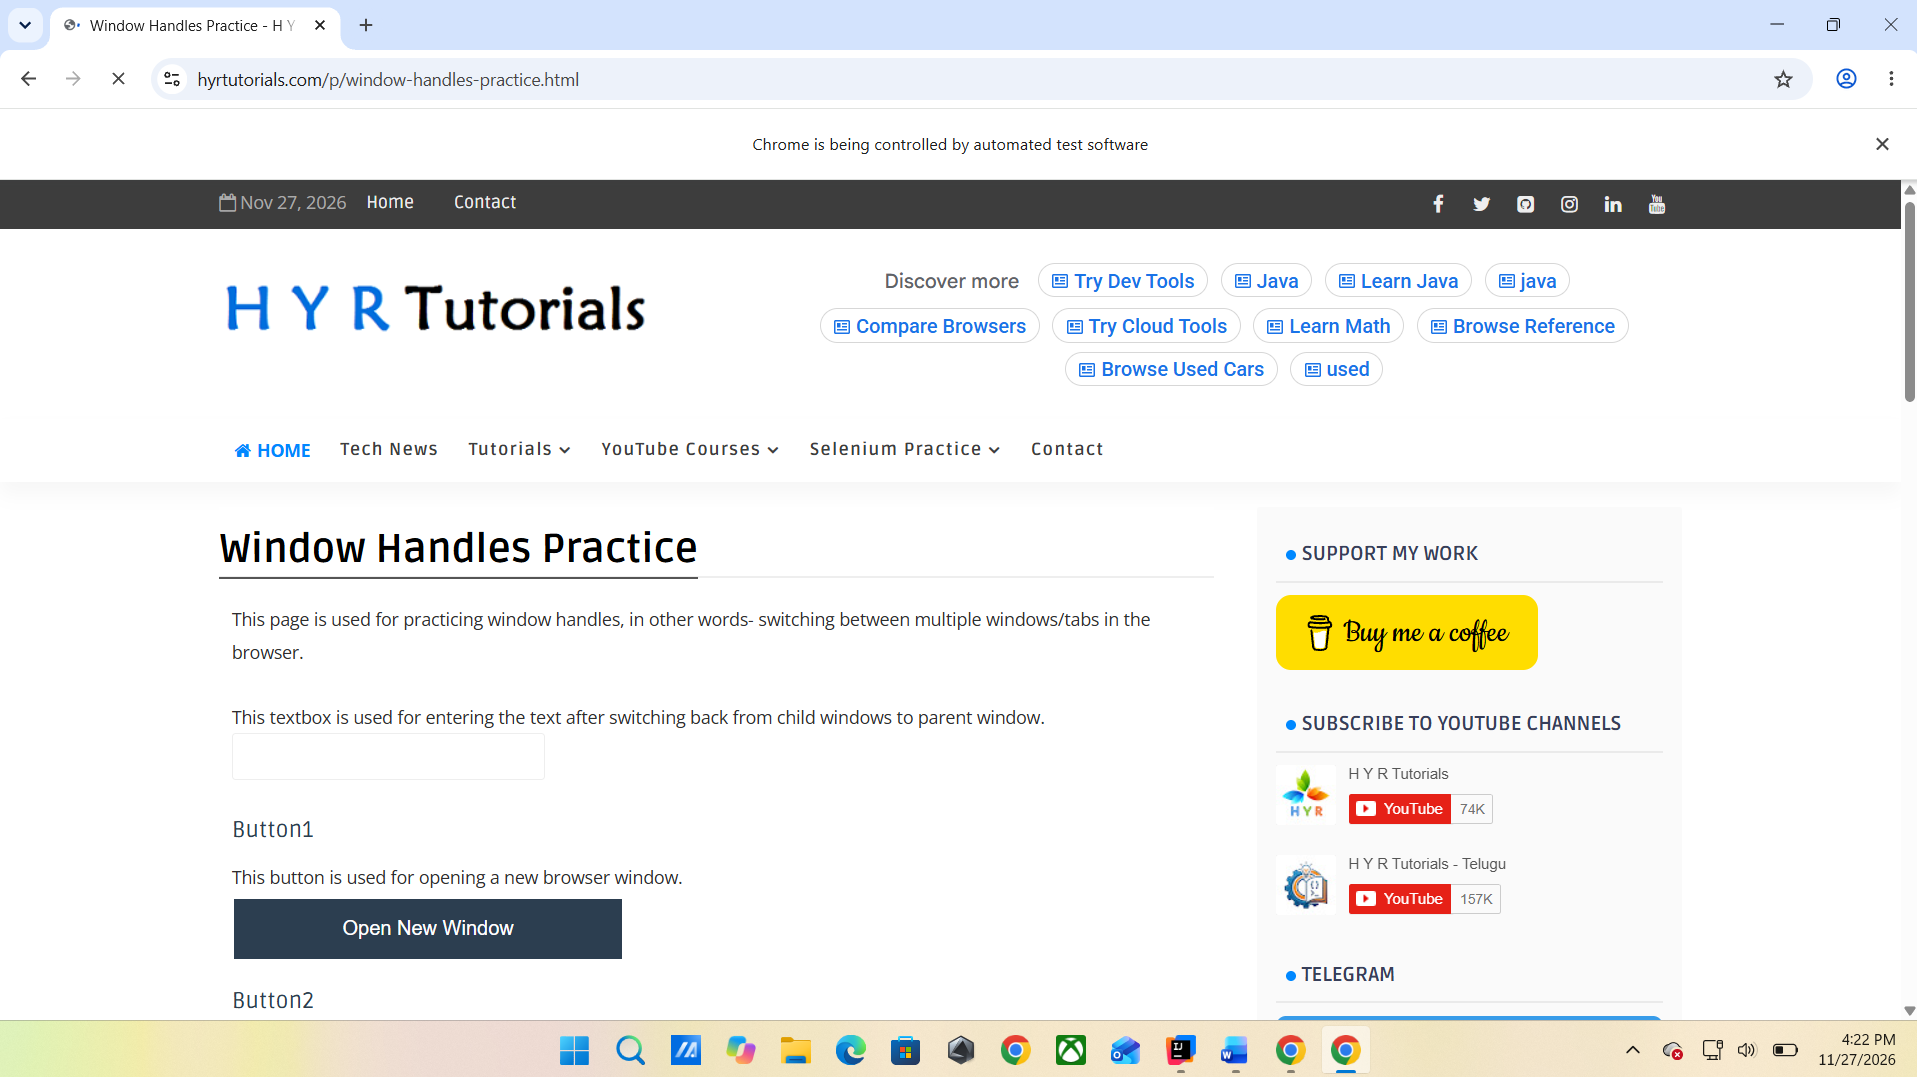 Window Handles Practice - H Y
hyrtutorials.com/p/window-handles-practice.html
Chrome is being controlled by automated test software
Nov 27, 2026 Home Contact
You Tube
H Y R Tutorials
Discover more Try Dev Tools Java Learn Java java
Compare Browsers Try Cloud Tools Learn Math Browse Reference
Browse Used Cars used
HOME Tech News Tutorials YouTube Courses Selenium Practice Contact
Window Handles Practice
This page is used for practicing window handles, in other words- switching between multiple windows/tabs in the
browser.
This textbox is used for entering the text after switching back from child windows to parent window.
Button1
This button is used for opening a new browser window.
Open New Window
Button2
SUPPORT MY WORK
Buy me a coffee
SUBSCRIBE TO YOUTUBE CHANNELS
HYR
H Y R Tutorials
YouTube 74K
H Y R Tutorials - Telugu
YouTube 157K
TELEGRAM
4:22 PM
11/27/2026